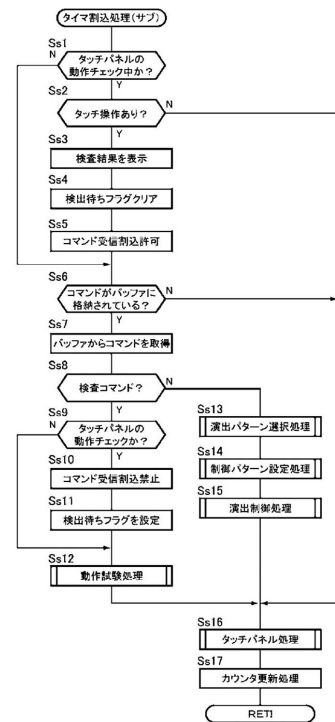 タイマ割込処理(サブ)
Ss1
N
タッチパネルの
動作チェック中か?
Y
Ss2
タッチ操作あり?
N
Y
Ss3
検査結果を表示
Ss4
検出待ちフラグクリア
Ss5
コマンド受信割込許可
Ss6
コマンドがバッファに
格納されている?
N
Y
Ss7
バッファからコマンドを取得
Ss8
検査コマンド?
N
Y
Ss9
N
タッチパネルの
動作チェックか?
Y
Ss10
コマンド受信割込禁止
Ss11
検出待ちフラグを設定
Ss12
動作試験処理
Ss13
演出パターン選択処理
Ss14
制御パターン設定処理
Ss15
演出制御処理
Ss16
タッチパネル処理
Ss17
カウンタ更新処理
RETI